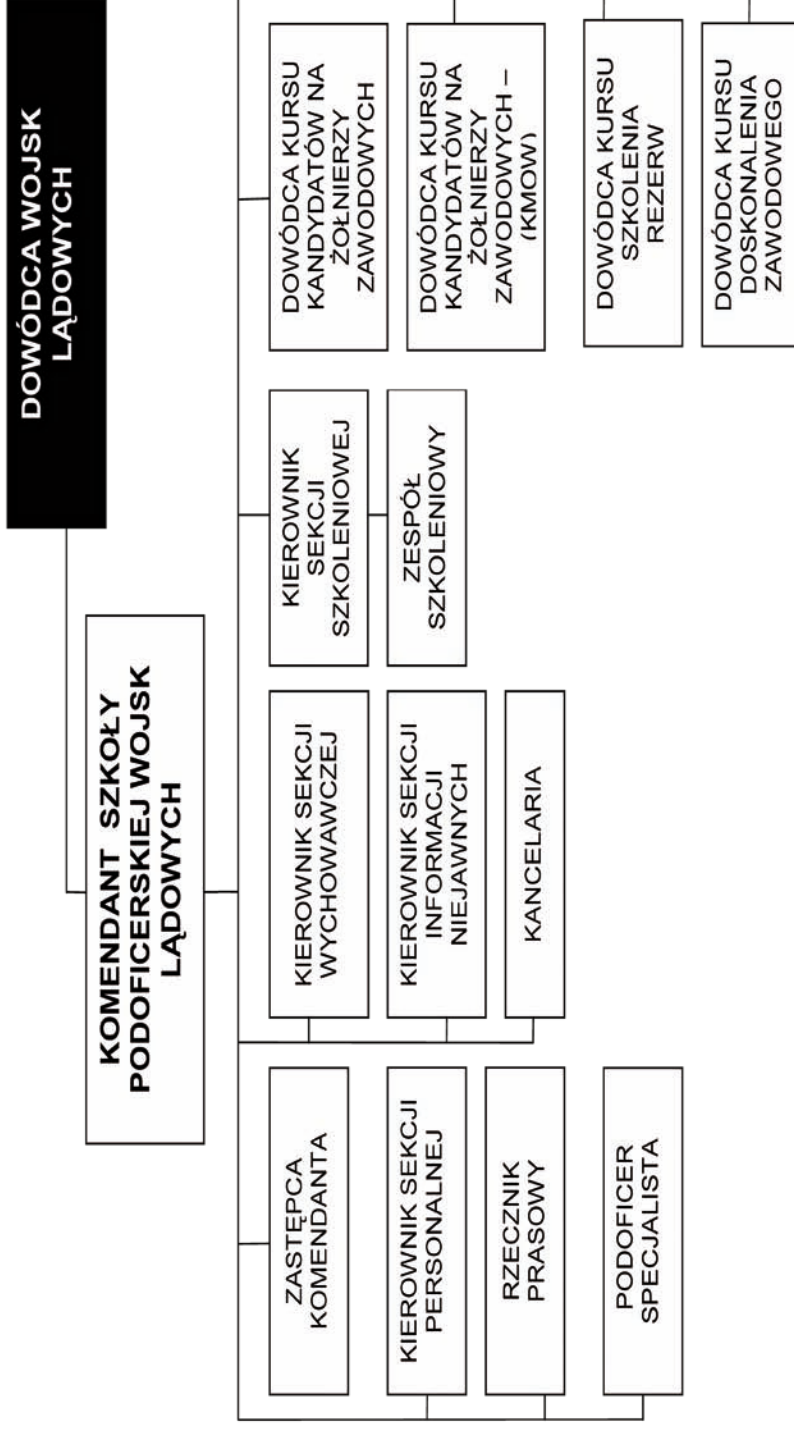 DOWÓDCA WOJSK
LĄDOWYCH
KOMENDANT SZKOŁY
PODOFICERSKIEJ WOJSK
LĄDOWYCH
ZASTĘPCA
KOMENDANTA
KIEROWNIK SEKCJI
PERSONALNEJ
RZECZNIK
PRASOWY
PODOFICER
SPECJALISTA
KIEROWNIK SEKCJI
WYCHOWAWCZEJ
KIEROWNIK SEKCJI
INFORMACJI
NIEJAWNYCH
KANCELARIA
KIEROWNIK
SEKCJI
SZKOLENIOWEJ
ZESPÓŁ
SZKOLENIOWY
DOWÓDCA KURSU
KANDYDATÓW NA
ŻOŁNIERZY
ZAWODOWYCH
DOWÓDCA KURSU
KANDYDATÓW NA
ŻOŁNIERZY
ZAWODOWYCH –
(KMOW)
DOWÓDCA KURSU
SZKOLENIA
REZERW
DOWÓDCA KURSU
DOSKONALENIA
ZAWODOWEGO